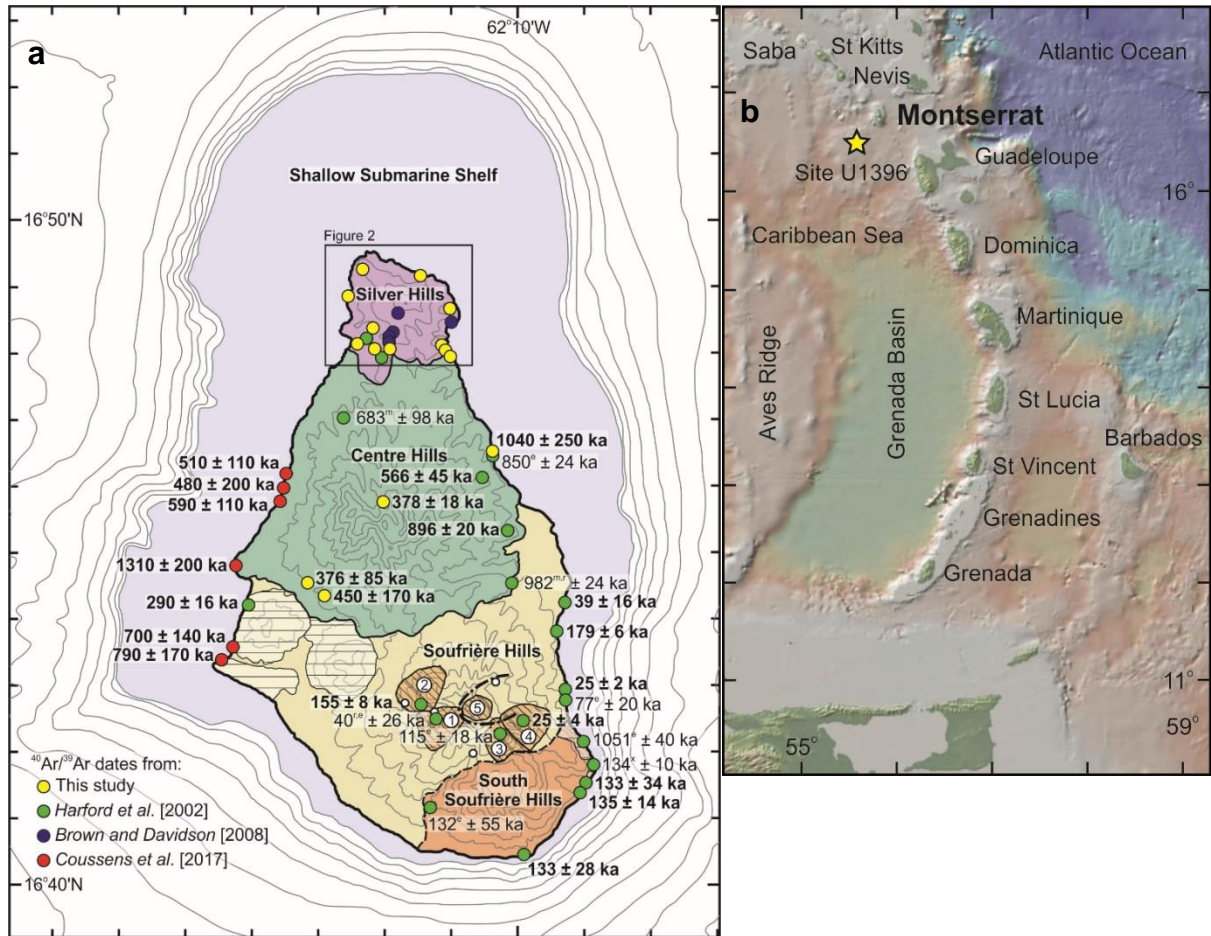 a
62°10'W
16°50'N
Shallow Submarine Shelf
Figure 2
Silver Hills
683ᵐ ± 98 ka
1040 ± 250 ka
850ᵉ ± 24 ka
Centre Hills
510 ± 110 ka
480 ± 200 ka
590 ± 110 ka
566 ± 45 ka
378 ± 18 ka
896 ± 20 ka
1310 ± 200 ka
376 ± 85 ka
982ᵐ,ʳ ± 24 ka
290 ± 16 ka
450 ± 170 ka
39 ± 16 ka
179 ± 6 ka
700 ± 140 ka
790 ± 170 ka
Soufrière Hills
2
25 ± 2 ka
155 ± 8 ka
5
77ᵉ ± 20 ka
40ʳ,ᵉ ± 26 ka
1
25 ± 4 ka
115ᵉ ± 18 ka
3
4
1051ᵉ ± 40 ka
134ʳ ± 10 ka
South
Soufrière Hills
133 ± 34 ka
135 ± 14 ka
132ᵉ ± 55 ka
133 ± 28 ka
⁴⁰Ar/³⁹Ar dates from:
This study
Harford et al. [2002]
Brown and Davidson [2008]
Coussens et al. [2017]
16°40'N
b
Saba
St Kitts
Nevis
Atlantic Ocean
Montserrat
Site U1396
Guadeloupe
16°
Caribbean Sea
Dominica
Martinique
Aves Ridge
Grenada Basin
St Lucia
Barbados
St Vincent
Grenadines
Grenada
11°
55°
59°